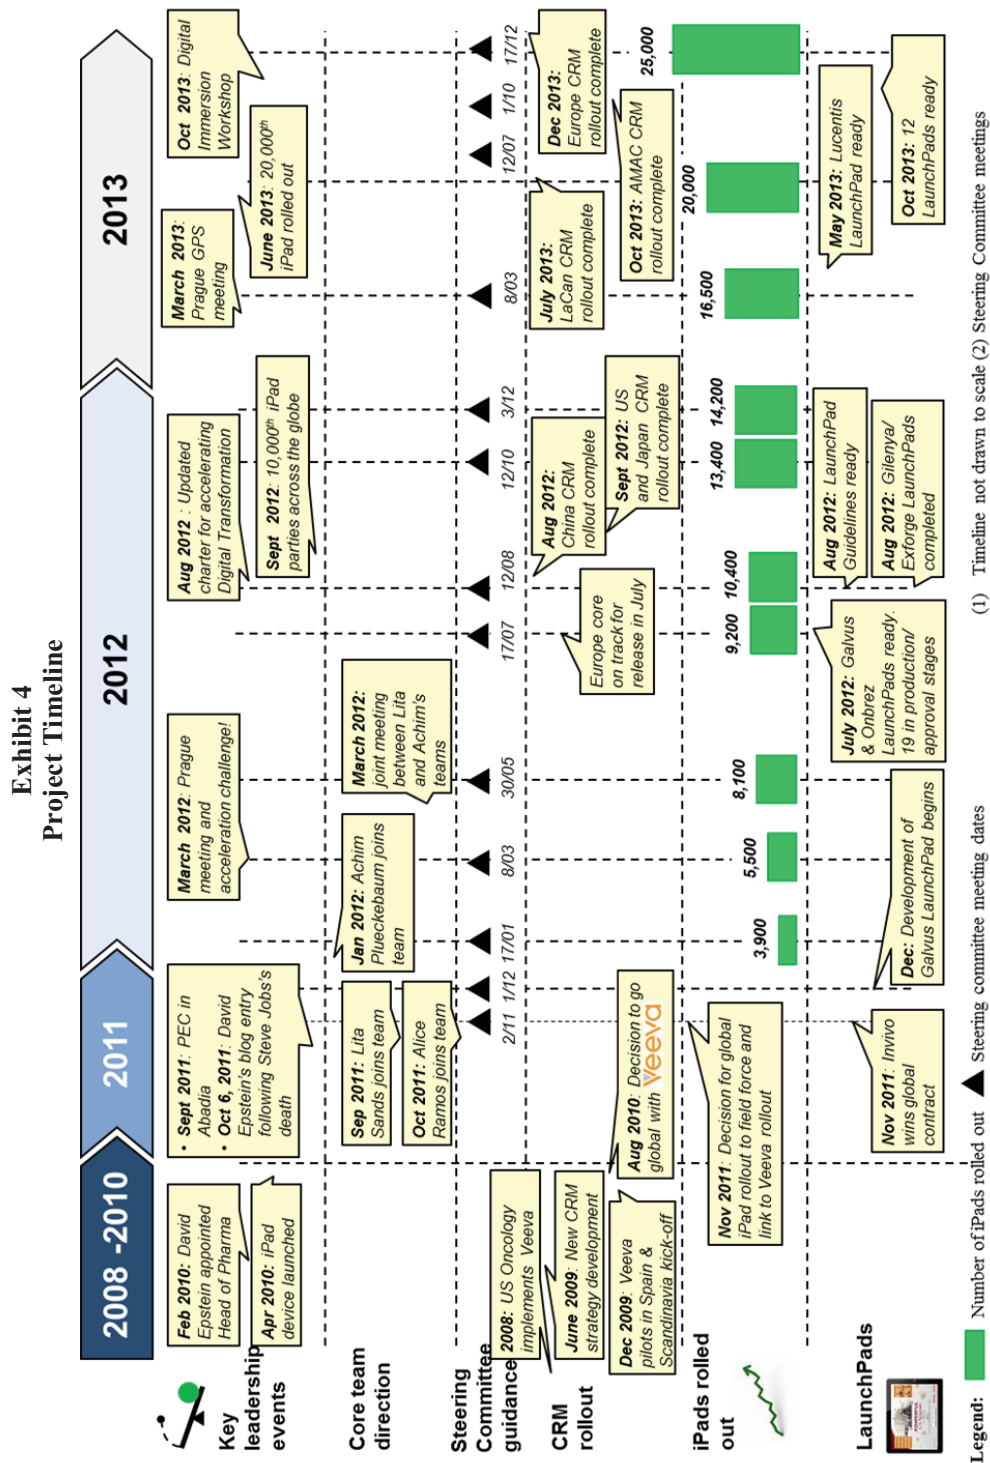 Exhibit 4
Project Timeline
2008 -2010
2011
2012
2013
Key
leadership
events
Feb 2010: David
Epstein appointed
Head of Pharma
Apr 2010: iPad
device launched
• Sept 2011: PEC in
Abadia
• Oct 6, 2011: David
Epstein's blog entry
following Steve Jobs's
death
March 2012: Prague
meeting and
acceleration challenge!
Aug 2012 : Updated
charter for accelerating
Digital Transformation
Sept 2012: 10,000th iPad
parties across the globe
March 2013:
Prague GPS
meeting
June 2013: 20,000th
iPad rolled out
Oct 2013: Digital
Immersion
Workshop
Core team
direction
Sep 2011: Lita
Sands joins team
Oct 2011: Alice
Ramos joins team
Jan 2012: Achim
Plueckebaum joins
team
March 2012:
joint meeting
between Lita
and Achim's
teams
Steering
Committee
guidance
2/11
1/12
17/01
8/03
30/05
17/07
12/08
12/10
3/12
8/03
12/07
1/10
17/12
CRM
rollout
2008: US Oncology
implements Veeva
June 2009: New CRM
strategy development
Dec 2009: Veeva
pilots in Spain &
Scandinavia kick-off
Aug 2010: Decision to go
global with veeva
Europe core
on track for
release in July
Aug 2012:
China CRM
rollout complete
Sept 2012: US
and Japan CRM
rollout complete
July 2013:
LaCan CRM
rollout complete
Oct 2013: AMAC CRM
rollout complete
Dec 2013:
Europe CRM
rollout complete
iPads rolled
out
Nov 2011: Decision for global
iPad rollout to field force and
link to Veeva rollout
3,900
5,500
8,100
9,200
10,400
13,400
14,200
16,500
20,000
25,000
LaunchPads
Nov 2011: Invivo
wins global
contract
Dec: Development of
Galvus LaunchPad begins
July 2012: Galvus
& Onbrez
LaunchPads ready.
19 in production/
approval stages
Aug 2012: LaunchPad
Guidelines ready
Aug 2012: Gilenya/
Exforge LaunchPads
completed
May 2013: Lucentis
LaunchPad ready
Oct 2013: 12
LaunchPads ready
Legend:
Number of iPads rolled out
Steering committee meeting dates
(1) Timeline not drawn to scale (2) Steering Committee meetings